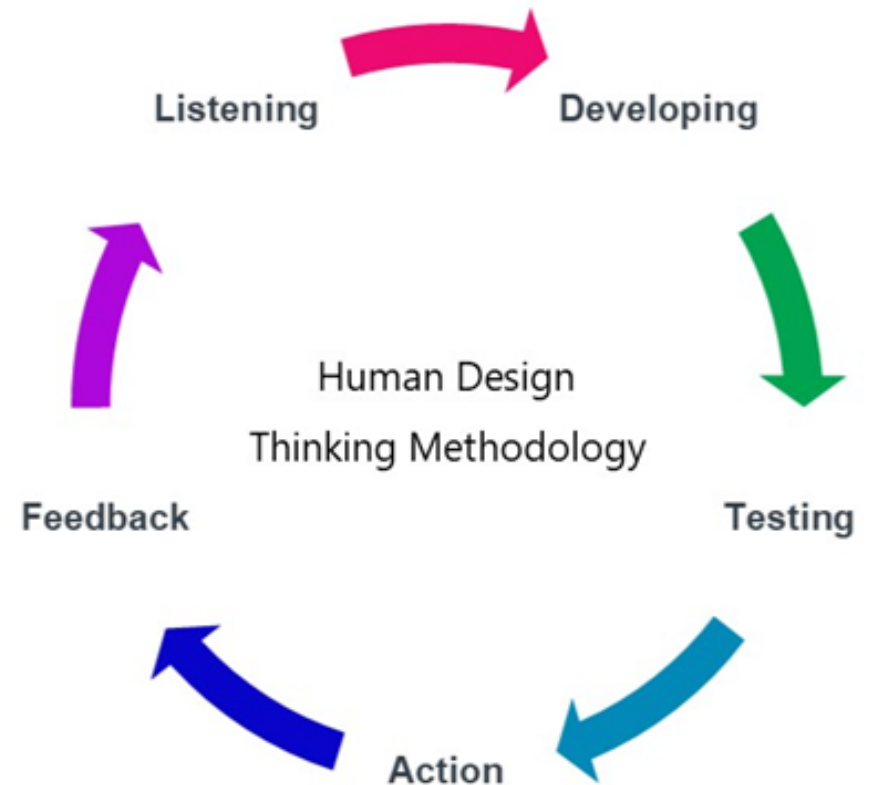 Listening
Developing
Human Design
Thinking Methodology
Feedback
Testing
Action